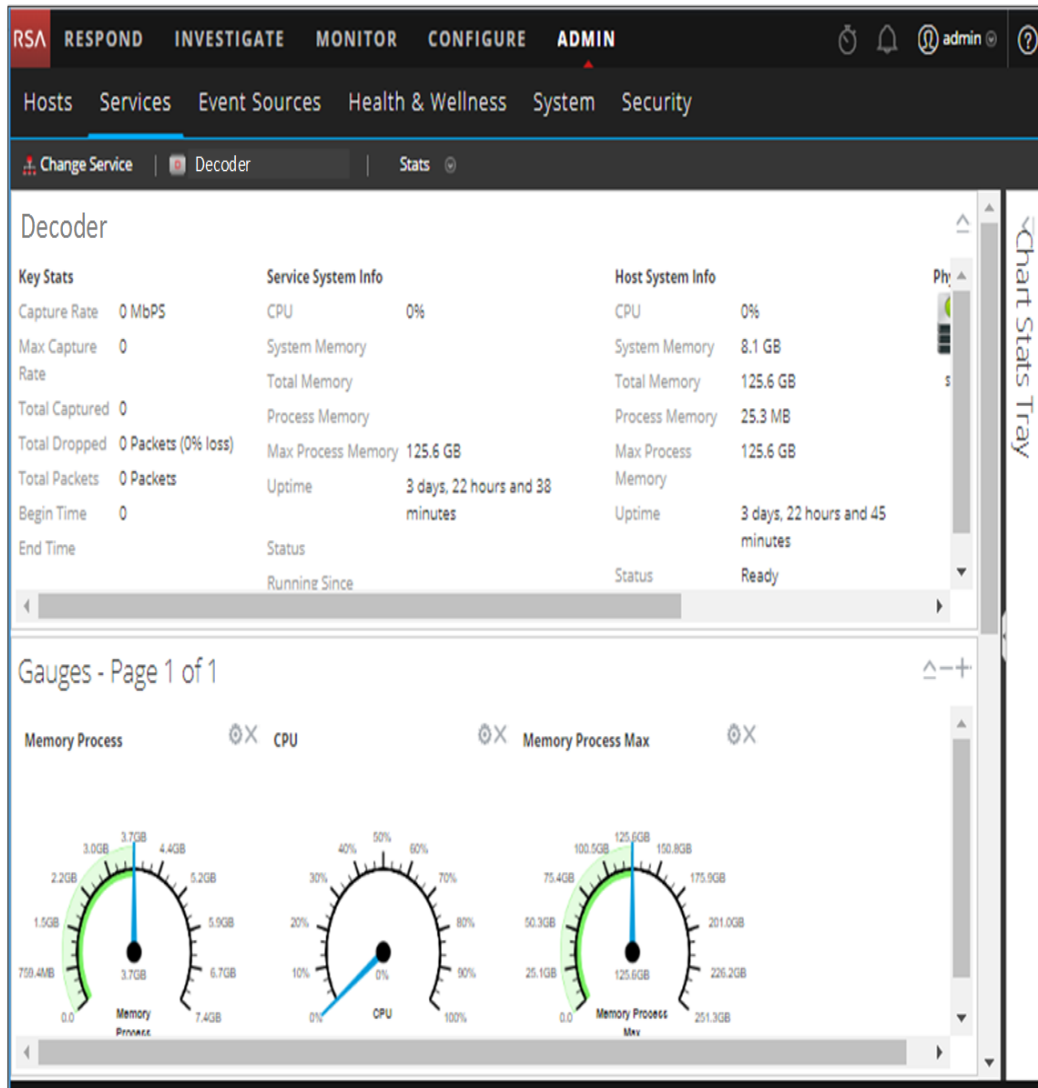 RSA RESPOND INVESTIGATE MONITOR CONFIGURE ADMIN admin ?
Hosts Services Event Sources Health & Wellness System Security
Change Service Decoder Stats
Decoder
Key Stats
Capture Rate 0 MbPS
Max Capture Rate 0
Total Captured 0
Total Dropped 0 Packets (0% loss)
Total Packets 0 Packets
Begin Time 0
End Time
Service System Info
CPU 0%
System Memory
Total Memory
Process Memory
Max Process Memory 125.6 GB
Uptime 3 days, 22 hours and 38 minutes
Status
Running Since
Host System Info
CPU 0%
System Memory 8.1 GB
Total Memory 125.6 GB
Process Memory 25.3 MB
Max Process Memory 125.6 GB
Uptime 3 days, 22 hours and 45 minutes
Status Ready
Phy
s
Chart Stats Tray
Gauges - Page 1 of 1
Memory Process
0.0 759.4MB 1.5GB 2.2GB 3.0GB 3.7GB 4.4GB 5.2GB 5.9GB 6.7GB 7.4GB
3.7GB
Memory Process
CPU
0% 10% 20% 30% 40% 50% 60% 70% 80% 90% 100%
0%
CPU
Memory Process Max
0.0 25.1GB 50.3GB 75.4GB 100.5GB 125.6GB 150.8GB 175.9GB 201.0GB 226.2GB 251.3GB
125.6GB
Memory Process Max